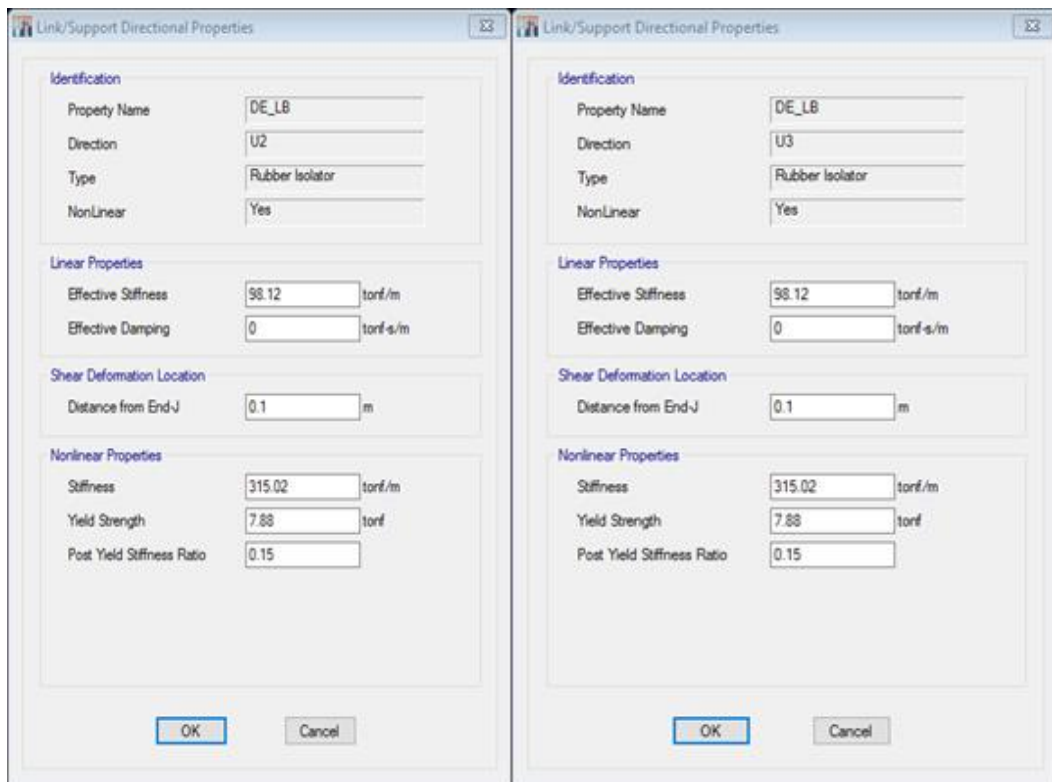 Link/Support Directional Properties
Identification
Property Name DE_LB
Direction U2
Type Rubber Isolator
NonLinear Yes
Linear Properties
Effective Stiffness 98.12 tonf/m
Effective Damping 0 tonf-s/m
Shear Deformation Location
Distance from End-J 0.1 m
Nonlinear Properties
Stiffness 315.02 tonf/m
Yield Strength 7.88 tonf
Post Yield Stiffness Ratio 0.15
OK Cancel
Link/Support Directional Properties
Identification
Property Name DE_LB
Direction U3
Type Rubber Isolator
NonLinear Yes
Linear Properties
Effective Stiffness 98.12 tonf/m
Effective Damping 0 tonf-s/m
Shear Deformation Location
Distance from End-J 0.1 m
Nonlinear Properties
Stiffness 315.02 tonf/m
Yield Strength 7.88 tonf
Post Yield Stiffness Ratio 0.15
OK Cancel